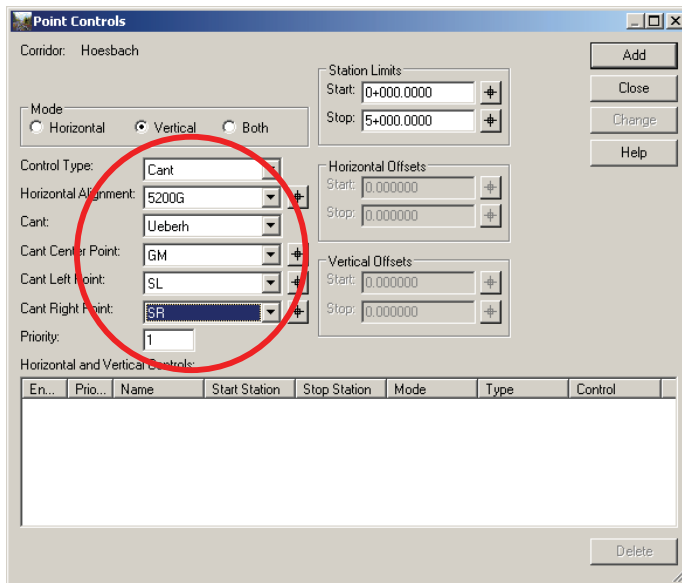 Point Controls
Corridor: Hoesbach
Mode
Horizontal Vertical Both
Control Type: Cant
Horizontal Alignment: 5200G
Cant: Ueberh
Cant Center Point: GM
Cant Left Point: SL
Cant Right Point: SR
Priority: 1
Station Limits
Start: 0+000.0000
Stop: 5+000.0000
Horizontal Offsets
Start: 0.000000
Stop: 0.000000
Vertical Offsets
Start: 0.000000
Stop: 0.000000
Add
Close
Change
Help
Horizontal and Vertical Controls:
En... Prio... Name Start Station Stop Station Mode Type Control
Delete